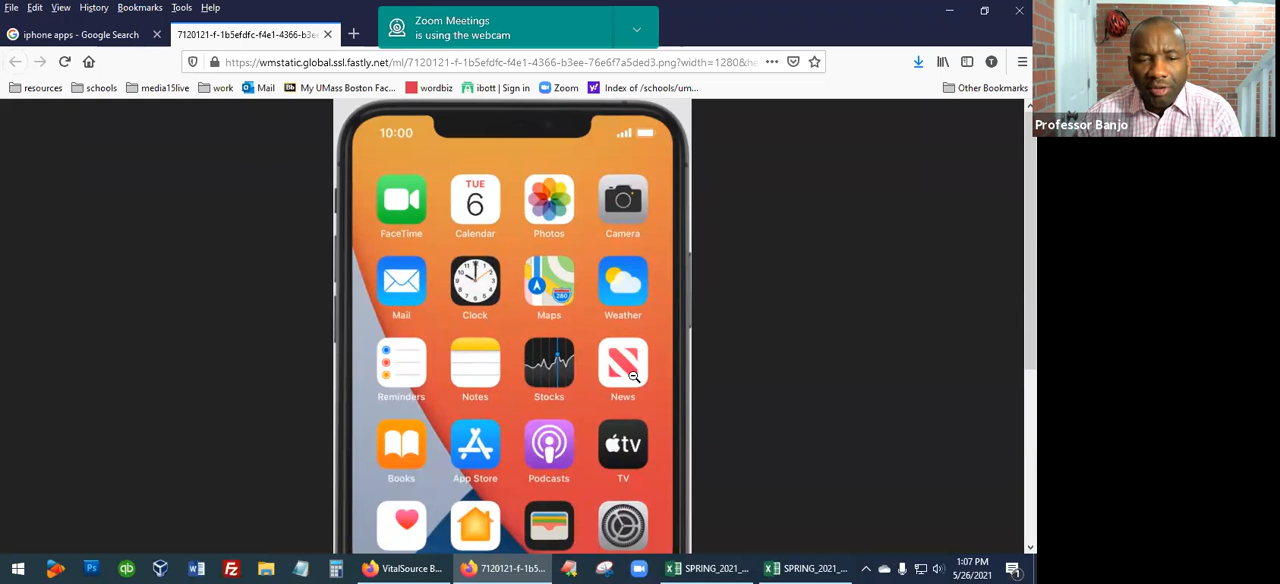 File Edit View History Bookmarks Tools Help
Zoom Meetings
is using the webcam
iphone apps - Google Search
7120121-f-1b5efdfc-f4e1-4366-b3ee
https://wmstatic.global.ssl.fastly.net/ml/7120121-f-1b5efdfc-f4e1-4366-b3ee-76e6f7a5ded3.png?width=1280&he
resources schools media15live work Mail My UMass Boston Fac... wordbiz ibott | Sign in Zoom Index of /schools/um... Other Bookmarks
Professor Banjo
10:00
TUE
6
FaceTime Calendar Photos Camera
280
Mail Clock Maps Weather
Reminders Notes Stocks News
tv
Books App Store Podcasts TV
VitalSource B... 7120121-f-1b5... SPRING_2021_... SPRING_2021_...
1:07 PM
5/26/2021